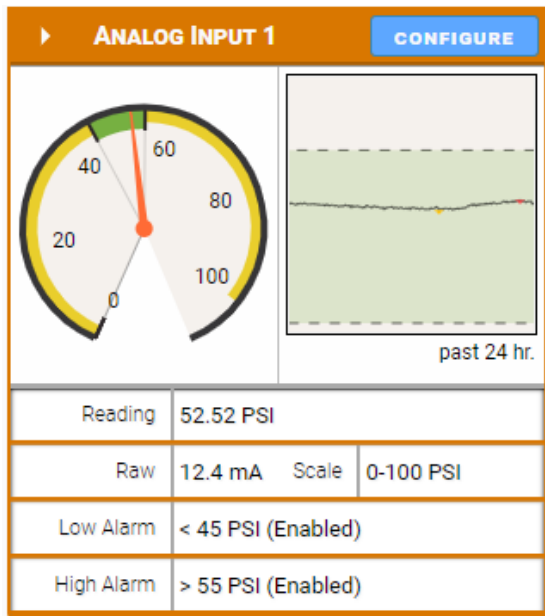 ANALOG INPUT 1
CONFIGURE
0
20
40
60
80
100
past 24 hr.
Reading 52.52 PSI
Raw 12.4 mA Scale 0-100 PSI
Low Alarm < 45 PSI (Enabled)
High Alarm > 55 PSI (Enabled)